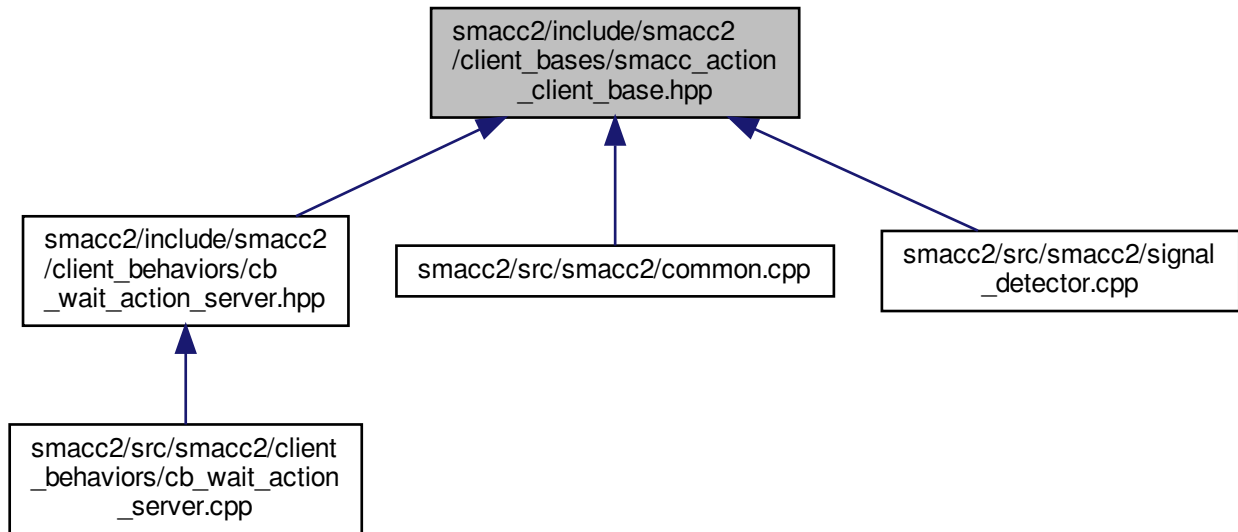 smacc2/include/smacc2
/client_bases/smacc_action
_client_base.hpp
smacc2/include/smacc2
/client_behaviors/cb
_wait_action_server.hpp
smacc2/src/smacc2/common.cpp
smacc2/src/smacc2/signal
_detector.cpp
smacc2/src/smacc2/client
_behaviors/cb_wait_action
_server.cpp